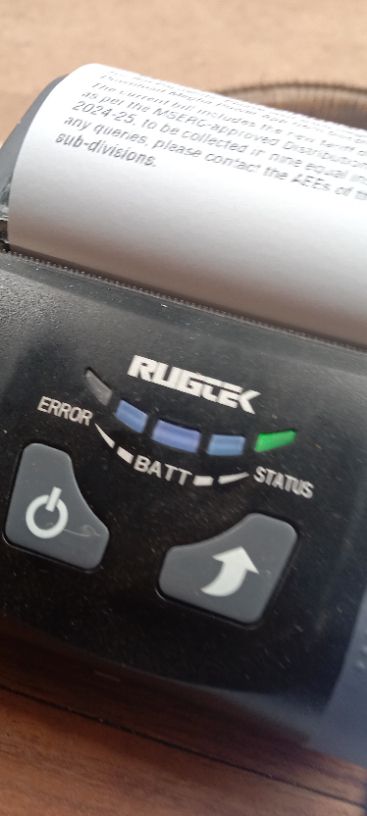 Download
The current bill includes the
as per the MSERC-approved Distribution
2024-25, to be collected in nine equal
any queries, please contact the AEEs of
sub-divisions.
RUGTEK
ERROR
BATT
STATUS